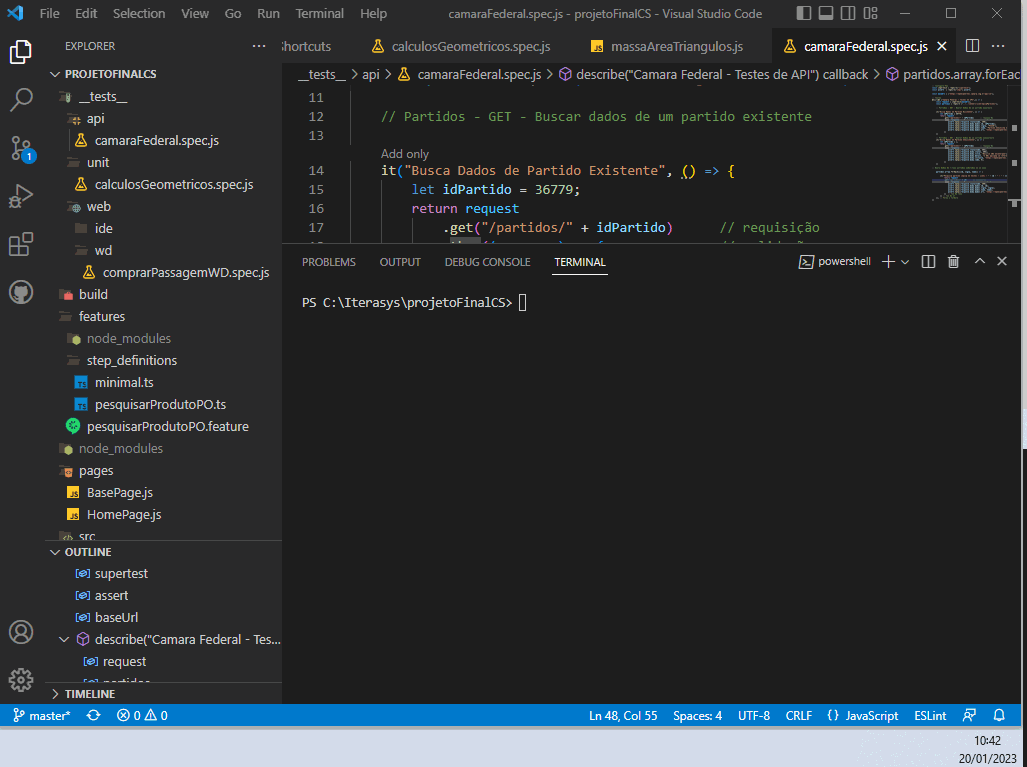 File Edit Selection View Go Run Terminal Help camaraFederal.spec.js - projetoFinalCS - Visual Studio Code
EXPLORER
Shortcuts calculosGeometricos.spec.js massaAreaTriangulos.js camaraFederal.spec.js
PROJETOFINALCS
__tests__ > api > camaraFederal.spec.js > describe("Camara Federal - Testes de API") callback > partidos.array.forEac
__tests__
api
camaraFederal.spec.js
unit
calculosGeometricos.spec.js
web
ide
wd
comprarPassagemWD.spec.js
build
features
node_modules
step_definitions
minimal.ts
pesquisarProdutoPO.ts
pesquisarProdutoPO.feature
node_modules
pages
BasePage.js
HomePage.js
src
OUTLINE
supertest
assert
baseUrl
describe("Camara Federal - Tes...
request
partidos
TIMELINE
11
12 // Partidos - GET - Buscar dados de um partido existente
13
Add only
14 it("Busca Dados de Partido Existente", () => {
15 let idPartido = 36779;
16 return request
17 .get("/partidos/" + idPartido) // requisição
PROBLEMS OUTPUT DEBUG CONSOLE TERMINAL powershell
PS C:\Iterasys\projetoFinalCS>
1
master* 0 0 Ln 48, Col 55 Spaces: 4 UTF-8 CRLF {} JavaScript ESLint
10:42
20/01/2023